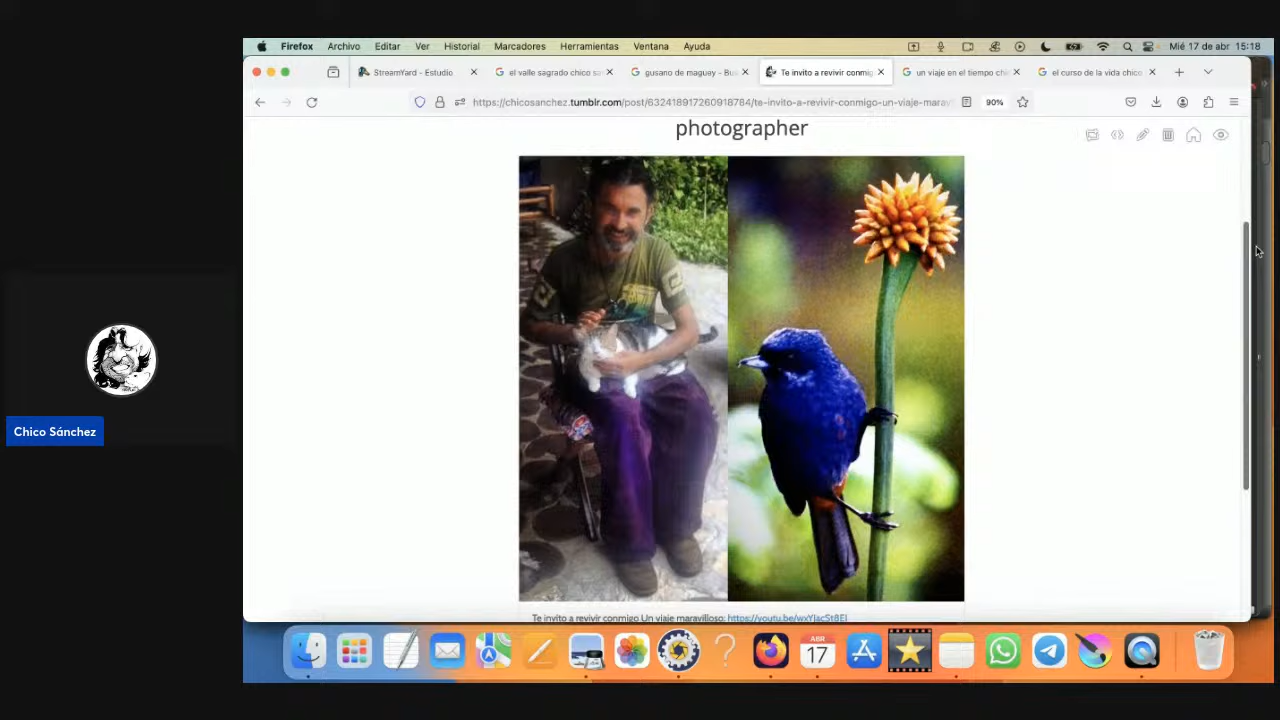 Firefox Archivo Editar Ver Historial Marcadores Herramientas Ventana Ayuda Mié 17 de abr 15:18
StreamYard - Estudio el valle sagrado chico sa gusano de maguey - Bus Te invito a revivir conmig un viaje en el tiempo chi el curso de la vida chico
https://chicosanchez.tumblr.com/post/632418917260918784/te-invito-a-revivir-conmigo-un-viaje-marav 90%
photographer
Chico Sánchez
Te invito a revivir conmigo Un viaje maravilloso:
ABR
17